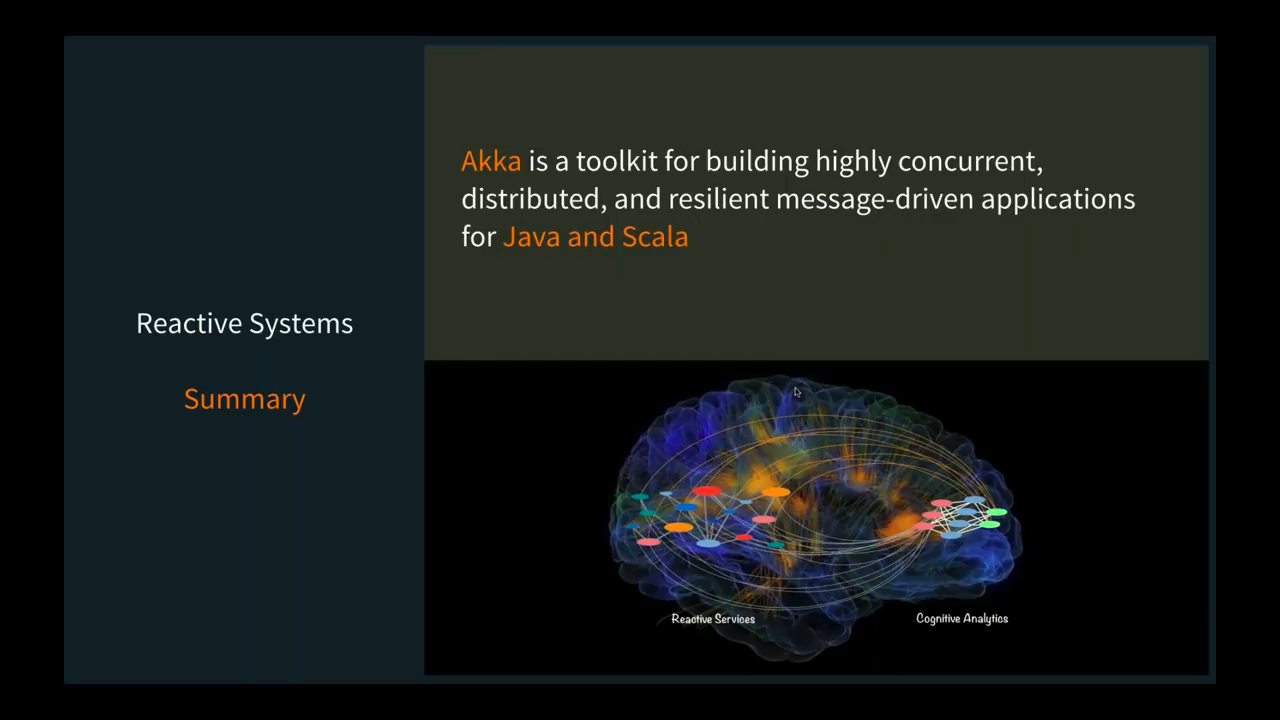 Reactive Systems
Summary
Akka is a toolkit for building highly concurrent,
distributed, and resilient message-driven applications
for Java and Scala
Reactive Services
Cognitive Analytics